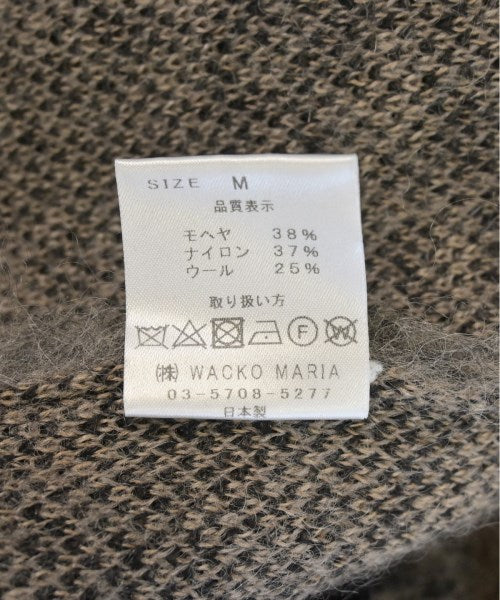 SIZE M
品質表示
モヘヤ 38%
ナイロン 37%
ウール 25%
取り扱い方
(株) WACKO MARIA
03-5708-5277
日本製